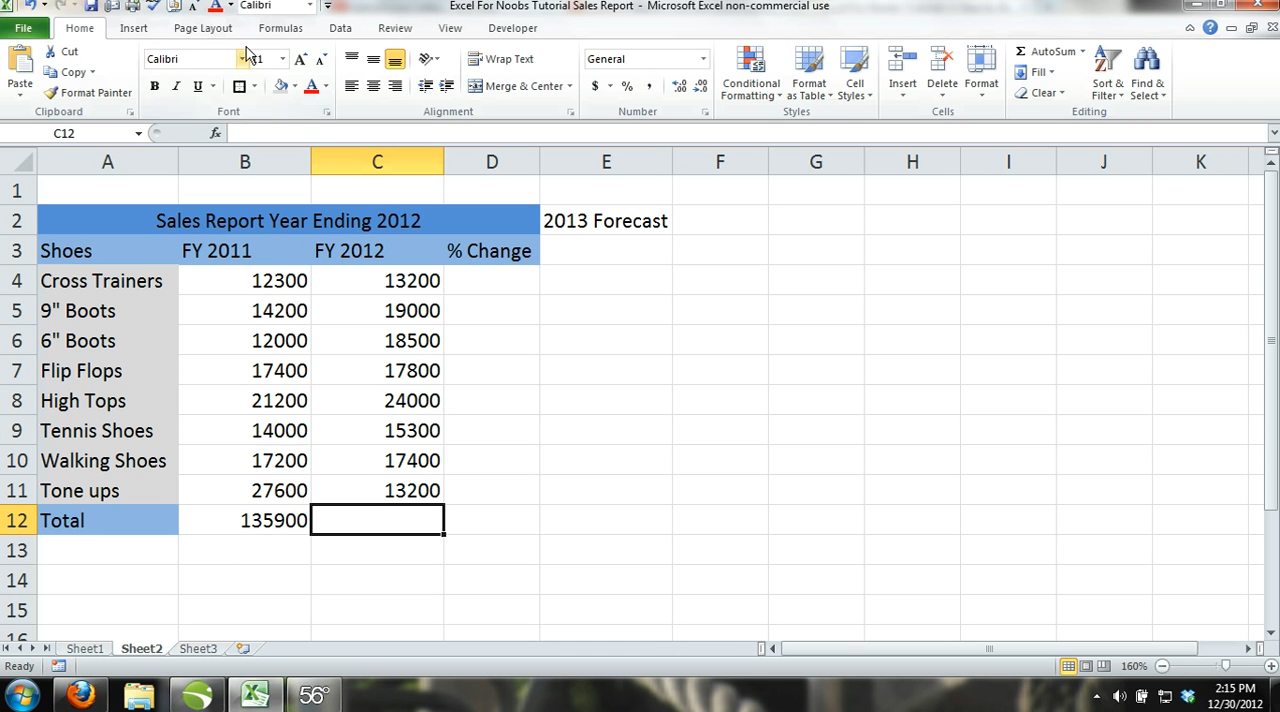 Calibri
Excel For Noobs Tutorial Sales Report - Microsoft Excel non-commercial use
File Home Insert Page Layout Formulas Data Review View Developer
Paste
Cut
Copy
Format Painter
Clipboard
Calibri
B I U
Font
Wrap Text
Merge & Center
Alignment
General
$ % ,
Number
Conditional Formatting
Format as Table
Cell Styles
Styles
Insert Delete Format
Cells
Σ AutoSum
Fill
Clear
Sort & Filter
Find & Select
Editing
C12 fx
A B C D E F G H I J K
1
2 Sales Report Year Ending 2012 2013 Forecast
3 Shoes FY 2011 FY 2012 % Change
4 Cross Trainers 12300 13200
5 9" Boots 14200 19000
6 6" Boots 12000 18500
7 Flip Flops 17400 17800
8 High Tops 21200 24000
9 Tennis Shoes 14000 15300
10 Walking Shoes 17200 17400
11 Tone ups 27600 13200
12 Total 135900
13
14
15
16
Sheet1 Sheet2 Sheet3
Ready 160%
56° 2:15 PM
12/30/2012